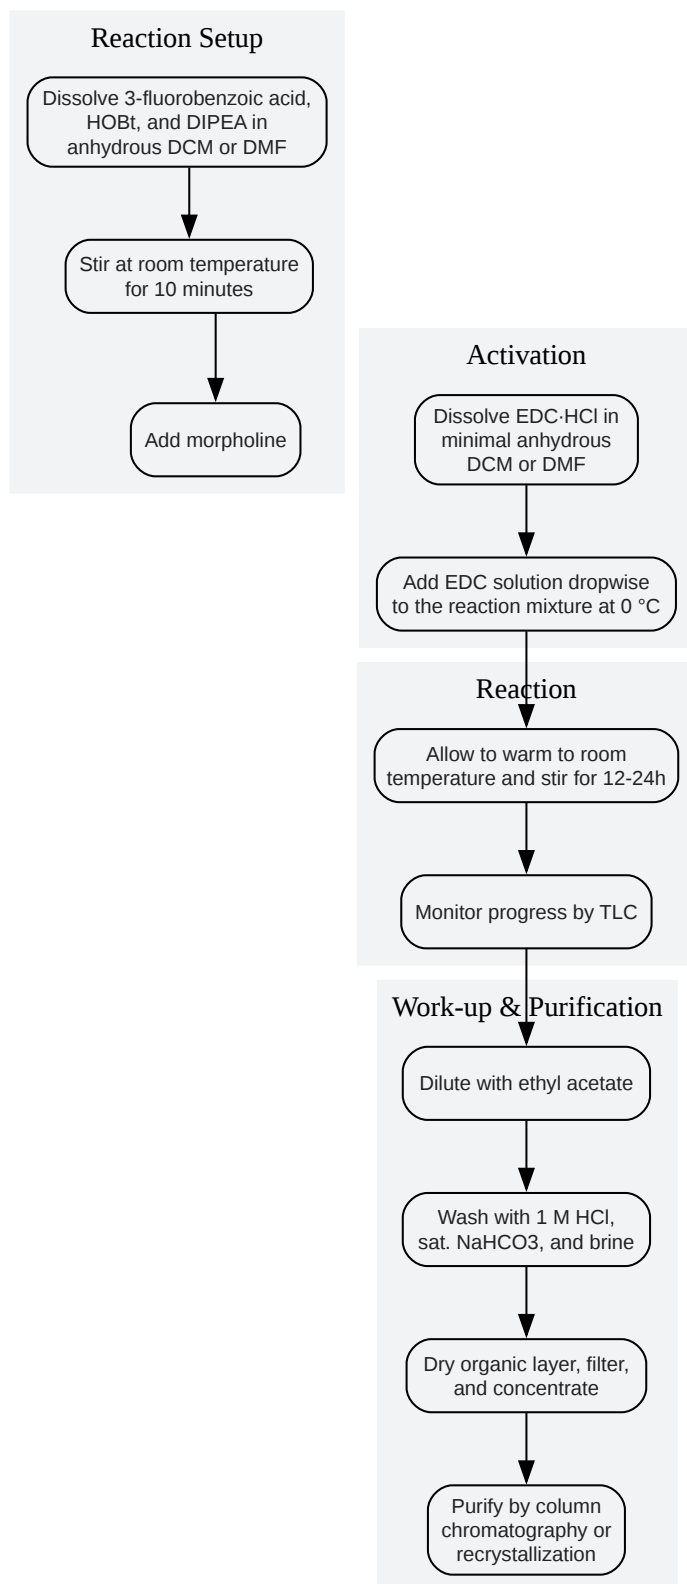 Reaction Setup
Dissolve 3-fluorobenzoic acid,
HOBt, and DIPEA in
anhydrous DCM or DMF
Stir at room temperature
for 10 minutes
Add morpholine
Activation
Dissolve EDC·HCl in
minimal anhydrous
DCM or DMF
Add EDC solution dropwise
to the reaction mixture at 0 °C
Reaction
Allow to warm to room
temperature and stir for 12-24h
Monitor progress by TLC
Work-up & Purification
Dilute with ethyl acetate
Wash with 1 M HCl,
sat. NaHCO3, and brine
Dry organic layer, filter,
and concentrate
Purify by column
chromatography or
recrystallization